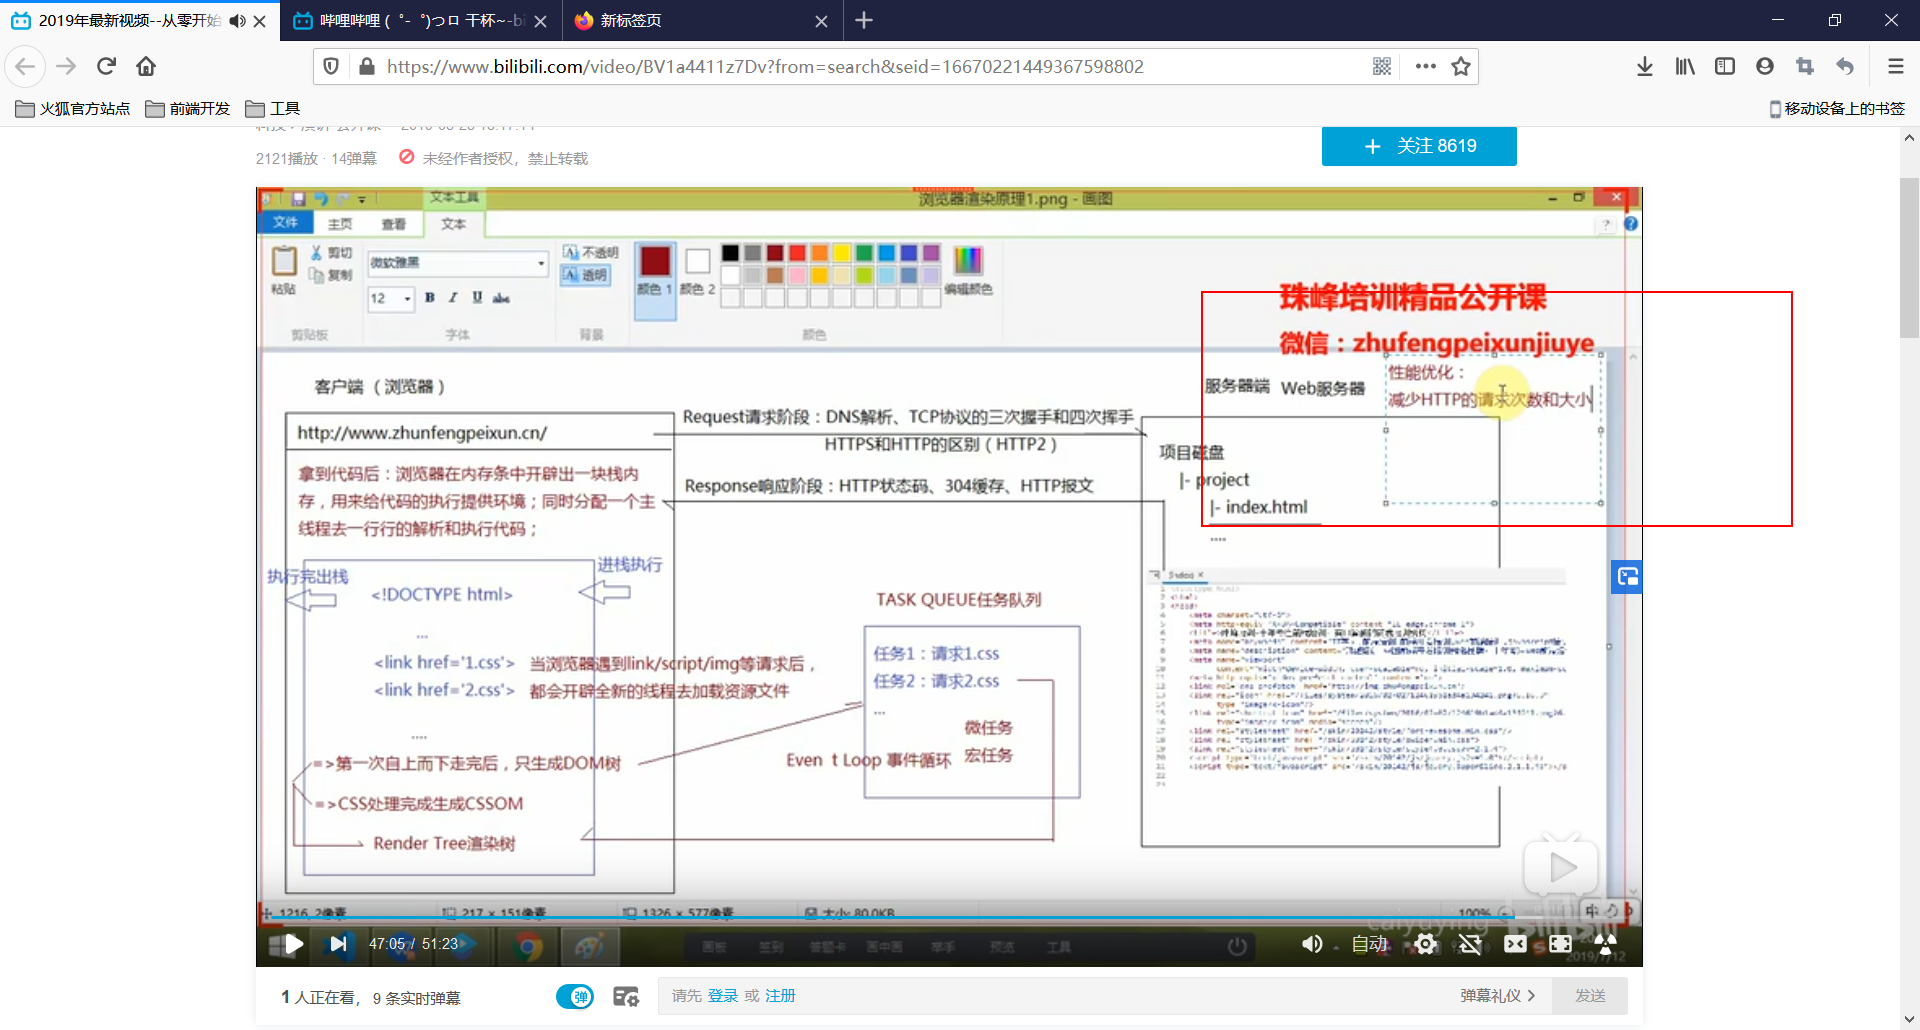 2019年最新视频--从零开始
哔哩哔哩 (゜-゜)つロ 干杯~-bi
新标签页
https://www.bilibili.com/video/BV1a4411z7Dv?from=search&seid=16670221449367598802
火狐官方站点
前端开发
工具
移动设备上的书签
2121播放 · 14弹幕
未经作者授权，禁止转载
+ 关注 8619
文本工具
浏览器渲染原理1.png - 画图
文件
主页
查看
文本
粘贴
剪切
复制
剪贴板
微软雅黑
12
B I U abc
字体
不透明
透明
背景
颜色 1
颜色 2
编辑颜色
颜色
珠峰培训精品公开课
微信：zhufengpeixunjiuye
性能优化：
减少HTTP的请求次数和大小
客户端（浏览器）
服务器端
Web服务器
http://www.zhunfengpeixun.cn/
Request请求阶段：DNS解析、TCP协议的三次握手和四次挥手
HTTPS和HTTP的区别（HTTP2）
Response响应阶段：HTTP状态码、304缓存、HTTP报文
项目磁盘
|- project
|- index.html
....
拿到代码后：浏览器在内存条中开辟出一块栈内
存，用来给代码的执行提供环境；同时分配一个主
线程去一行行的解析和执行代码；
执行完出栈
进栈执行
<!DOCTYPE html>
...
<link href='1.css'>
<link href='2.css'>
当浏览器遇到link/script/img等请求后，
都会开辟全新的线程去加载资源文件
....
=>第一次自上而下走完后，只生成DOM树
=>CSS处理完成生成CSSOM
Render Tree渲染树
TASK QUEUE任务队列
任务1：请求1.css
任务2：请求2.css
...
微任务
宏任务
Even t Loop 事件循环
1216, 2像素
217 × 151像素
1326 × 577像素
大小: 80.0KB
100%
中
47:05 / 51:23
自动
画板
签到
答题卡
画中画
举手
预览
工具
2019/7/12
1 人正在看， 9 条实时弹幕
弹
请先 登录 或 注册
弹幕礼仪 >
发送